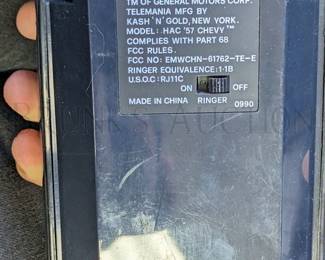 TM OF GENERAL MOTORS CORP.
TELEMANIA MFG BY
KASH 'N' GOLD, NEW YORK.
MODEL: HAC '57 CHEVY™
COMPLIES WITH PART 68
FCC RULES.
FCC NO: EMWCHN-61762-TE-E
RINGER EQUIVALENCE: 1·1B
U.S.O.C: RJ11C
ON OFF
MADE IN CHINA RINGER 0990